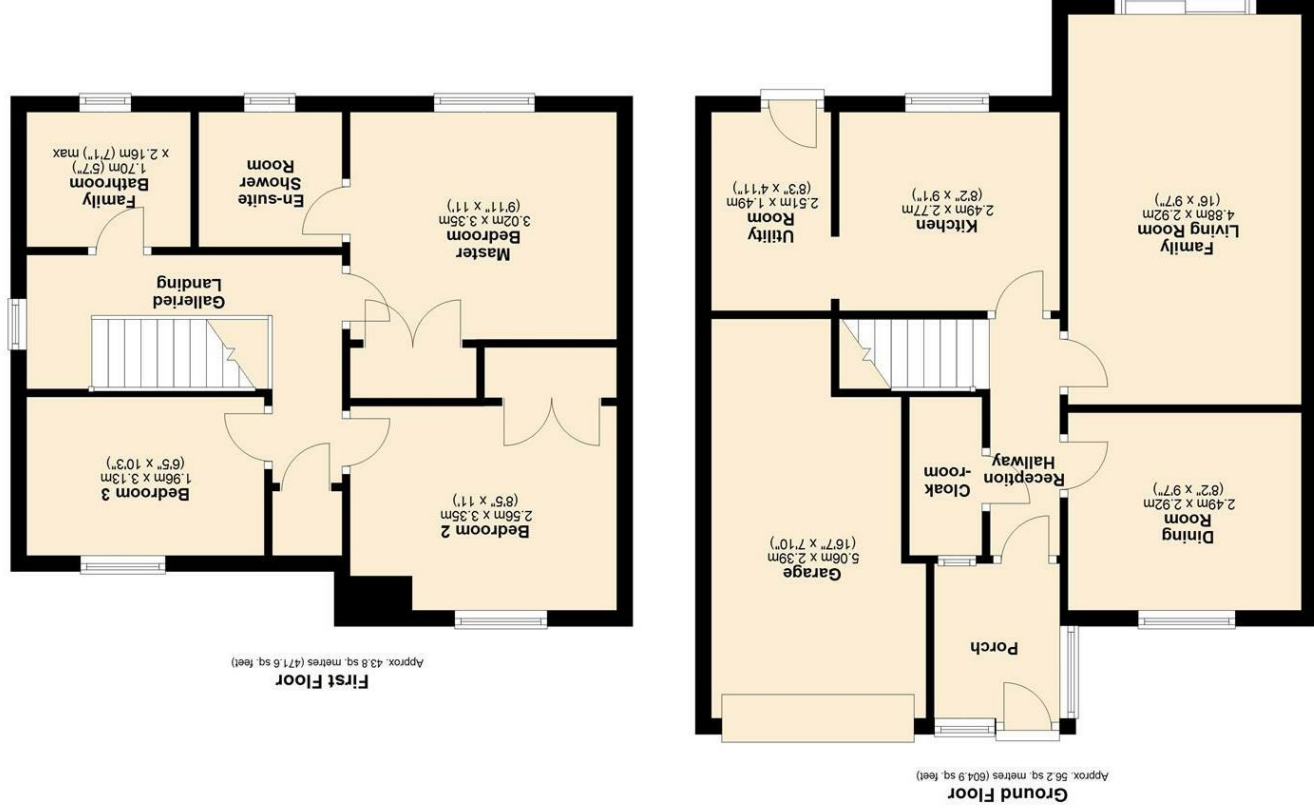 Ground Floor
Approx. 56.2 sq. metres (604.9 sq. feet)
Porch
Garage
5.06m x 2.39m
(16'7" x 7'10")
Dining
Room
2.49m x 2.92m
(8'2" x 9'7")
Reception
Hallway
Cloak
-room
Family
Living Room
4.88m x 2.92m
(16' x 9'7")
Kitchen
2.49m x 2.77m
(8'2" x 9'1")
Utility
Room
2.51m x 1.49m
(8'3" x 4'11")
First Floor
Approx. 43.8 sq. metres (471.6 sq. feet)
Bedroom 2
2.56m x 3.35m
(8'5" x 11')
Bedroom 3
1.96m x 3.13m
(6'5" x 10'3")
Galleried
Landing
Master
Bedroom
3.02m x 3.35m
(9'11" x 11')
En-suite
Shower
Room
Family
Bathroom
1.70m (5'7")
x 2.16m (7'1") max